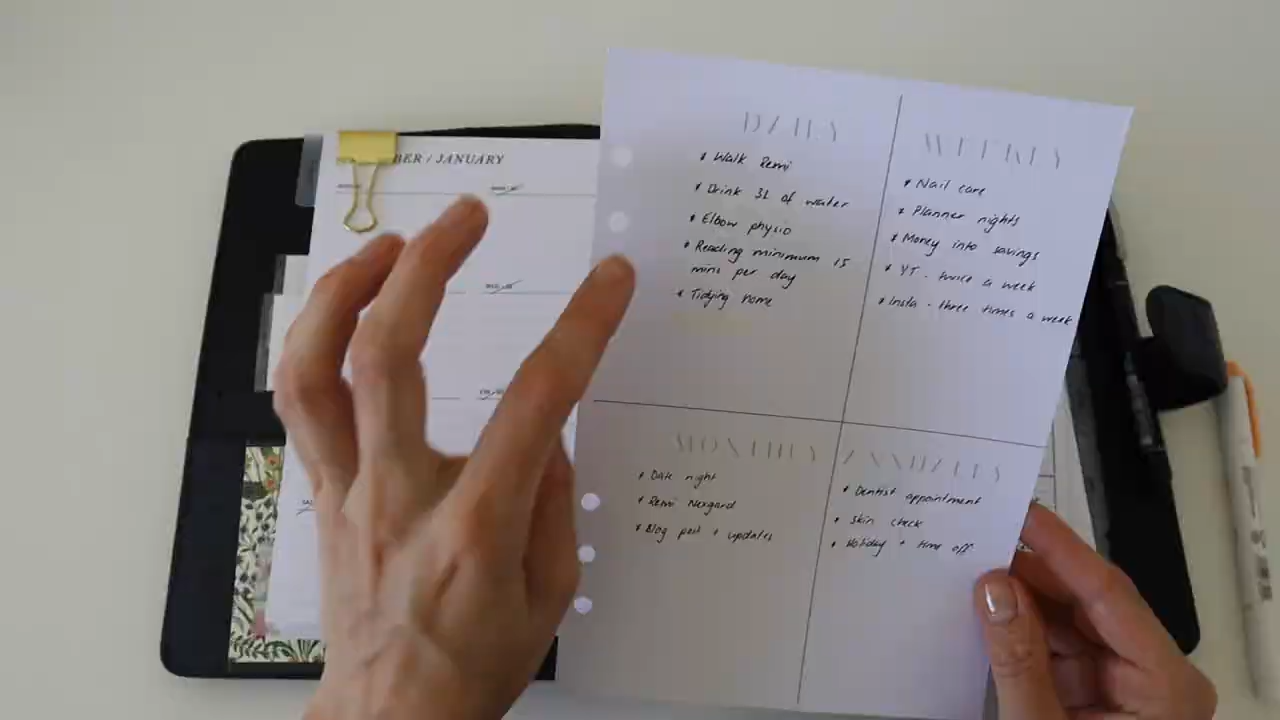 BER / JANUARY
DAILY
* Walk Remi
* Drink 3L of water
* Elbow physio
* Reading minimum 15
mins per day
* Tidying home
WEEKLY
* Nail care
* Planner nights
* Money into savings
* YT - twice a week
* Insta - three times a week
MONTHLY
* Date night
* Remi Nexgard
* Blog post + updates
ANNUALLY
* Dentist appointment
* Skin check
* Holiday + time off